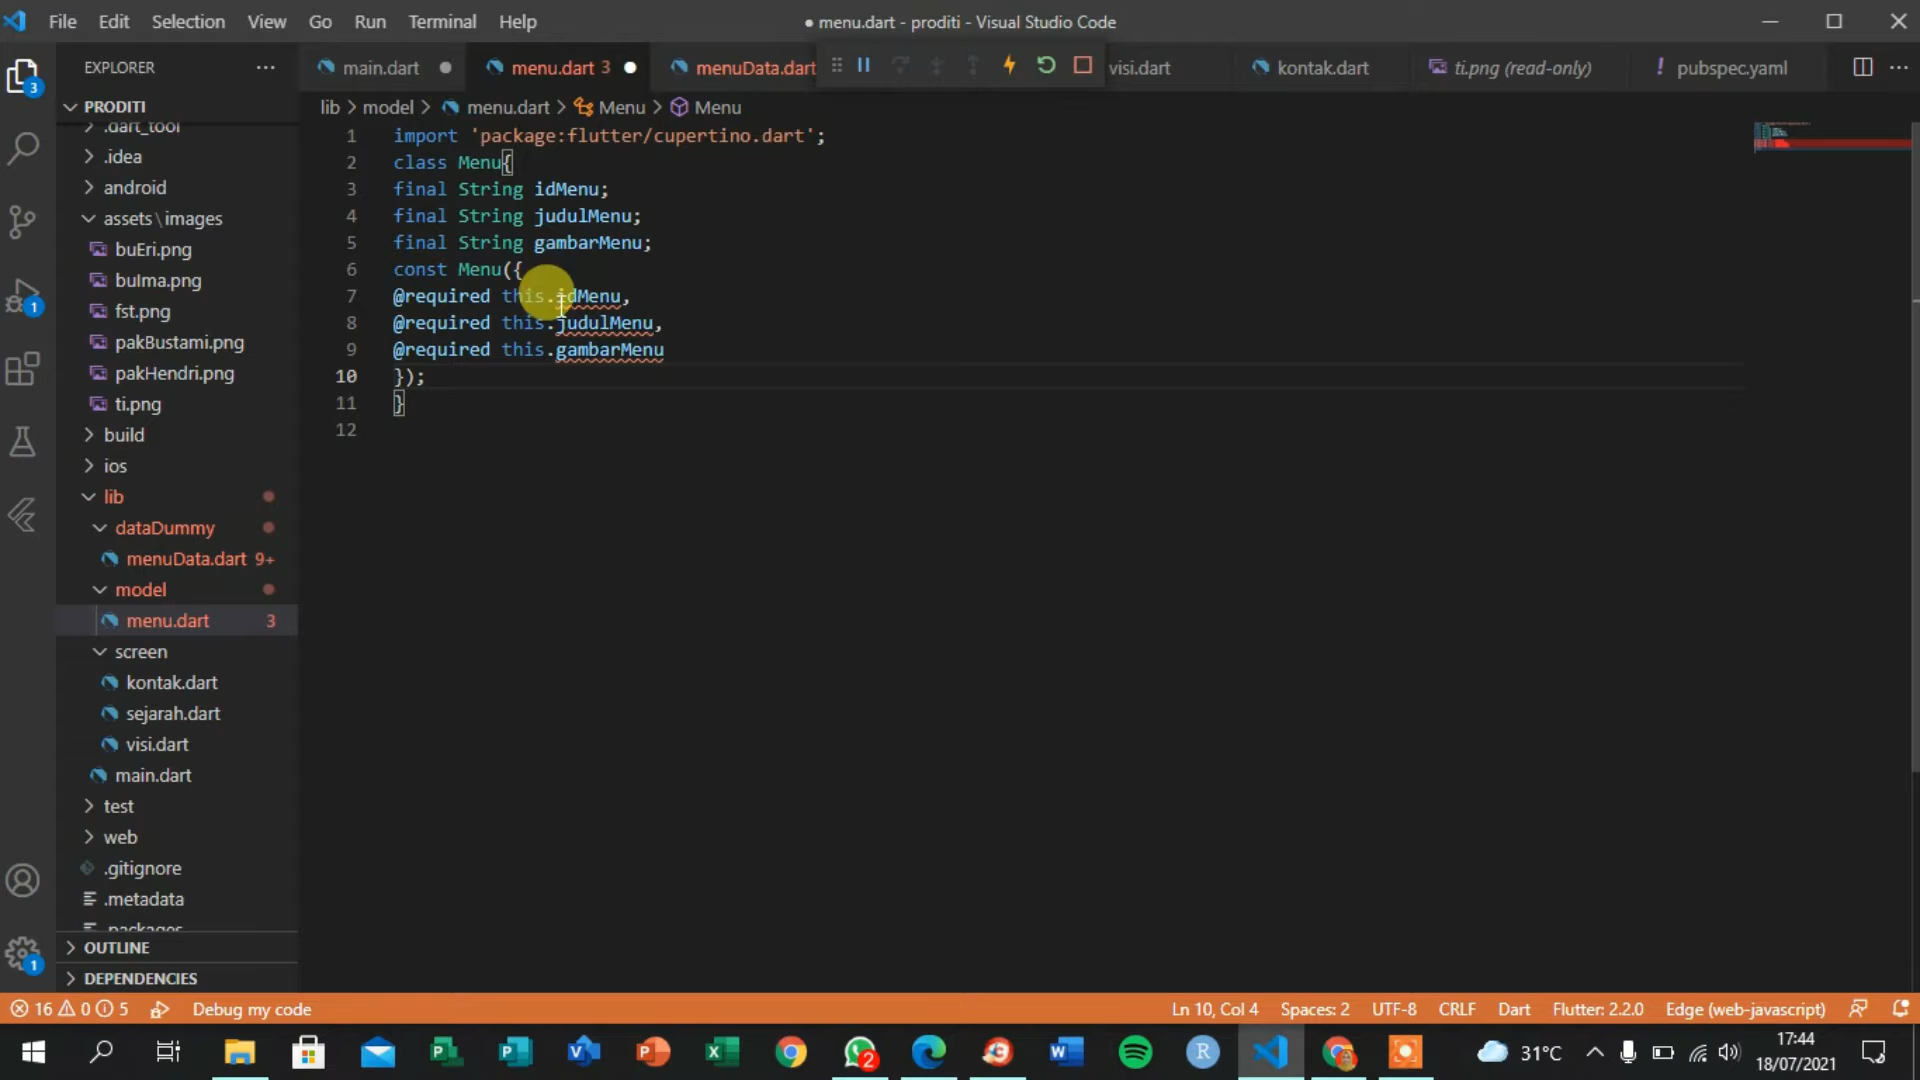 File Edit Selection View Go Run Terminal Help
● menu.dart - proditi - Visual Studio Code
EXPLORER
main.dart
menu.dart 3
menuData.dart
visi.dart
kontak.dart
ti.png (read-only)
! pubspec.yaml
PRODITI
lib > model > menu.dart > Menu > Menu
.dart_tool
.idea
android
assets\images
buEri.png
buIma.png
fst.png
pakBustami.png
pakHendri.png
ti.png
build
ios
lib
dataDummy
menuData.dart 9+
model
menu.dart 3
screen
kontak.dart
sejarah.dart
visi.dart
main.dart
test
web
.gitignore
.metadata
.packages
OUTLINE
DEPENDENCIES
3
1
1
1 import 'package:flutter/cupertino.dart';
2 class Menu{
3 final String idMenu;
4 final String judulMenu;
5 final String gambarMenu;
6 const Menu({
7 @required this.idMenu,
8 @required this.judulMenu,
9 @required this.gambarMenu
10 });
11 }
12
16 0 5 Debug my code
Ln 10, Col 4 Spaces: 2 UTF-8 CRLF Dart Flutter: 2.2.0 Edge (web-javascript)
2
31°C
17:44
18/07/2021